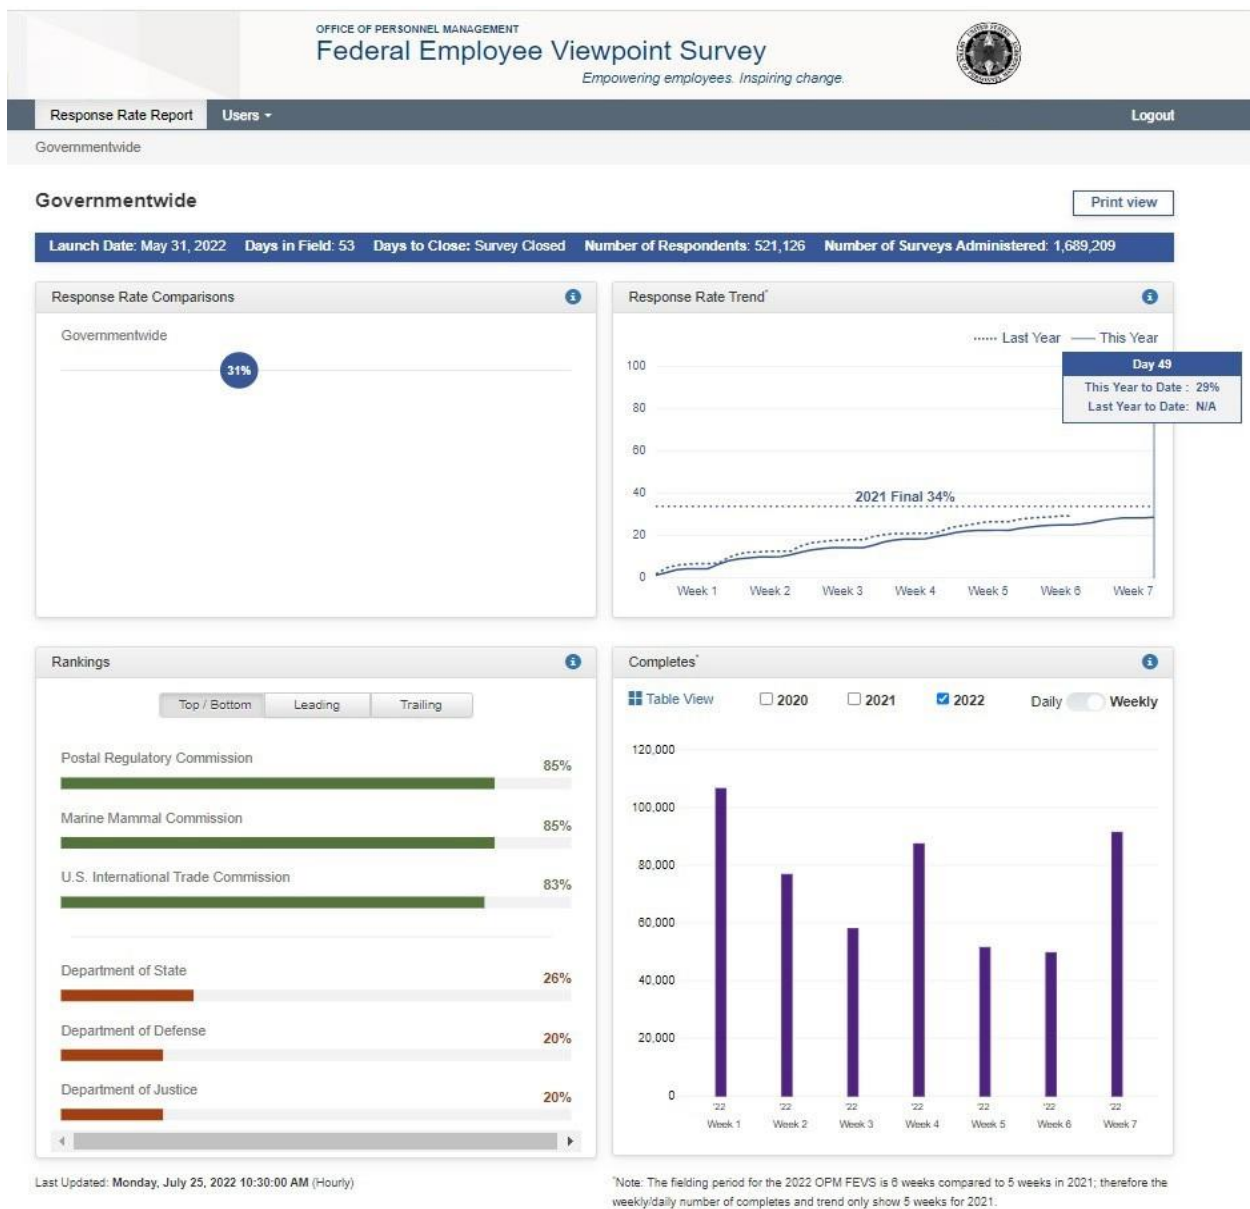 OFFICE OF PERSONNEL MANAGEMENT
Federal Employee Viewpoint Survey
Empowering employees. Inspiring change.
Response Rate Report Users Logout
Governmentwide
Governmentwide
Print view
Launch Date: May 31, 2022 Days in Field: 53 Days to Close: Survey Closed Number of Respondents: 521,126 Number of Surveys Administered: 1,689,209
Response Rate Comparisons
Governmentwide
31%
Response Rate Trend*
Last Year This Year
Day 49
This Year to Date : 29%
Last Year to Date: N/A
100
80
60
40
20
0
2021 Final 34%
Week 1 Week 2 Week 3 Week 4 Week 5 Week 6 Week 7
Rankings
Top / Bottom Leading Trailing
Postal Regulatory Commission 85%
Marine Mammal Commission 85%
U.S. International Trade Commission 83%
Department of State 26%
Department of Defense 20%
Department of Justice 20%
Completes*
Table View 2020 2021 2022 Daily Weekly
120,000
100,000
80,000
60,000
40,000
20,000
0
'22 '22 '22 '22 '22 '22 '22
Week 1 Week 2 Week 3 Week 4 Week 5 Week 6 Week 7
Last Updated: Monday, July 25, 2022 10:30:00 AM (Hourly)
*Note: The fielding period for the 2022 OPM FEVS is 6 weeks compared to 5 weeks in 2021; therefore the
weekly/daily number of completes and trend only show 5 weeks for 2021.